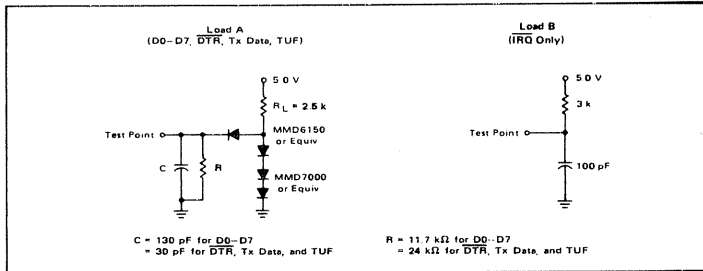 Load A
(D0–D7, DTR, Tx Data, TUF)
5 0 V
RL = 2.5 k
MMD6150
or Equiv
Test Point
C
R
MMD7000
or Equiv
C = 130 pF for D0–D7
= 30 pF for DTR, Tx Data, and TUF
Load B
(IRQ Only)
5 0 V
3 k
Test Point
100 pF
R = 11.7 kΩ for D0–D7
= 24 kΩ for DTR, Tx Data, and TUF